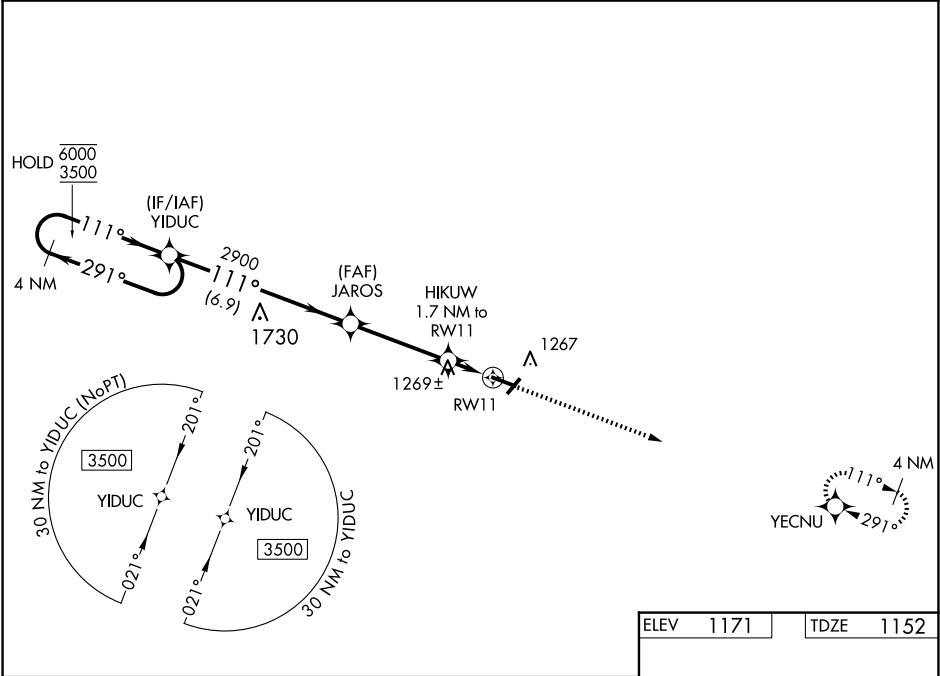 HOLD 6000
3500
(IF/IAF)
YIDUC
111°
291°
4 NM
2900
111°
(6.9)
1730
(FAF)
JAROS
HIKUW
1.7 NM to
RW11
1269±
1267
RW11
30 NM to YIDUC (NoPT)
201°
3500
YIDUC
021°
201°
YIDUC
3500
021°
30 NM to YIDUC
4 NM
111°
291°
YECNU
ELEV 1171
TDZE 1152